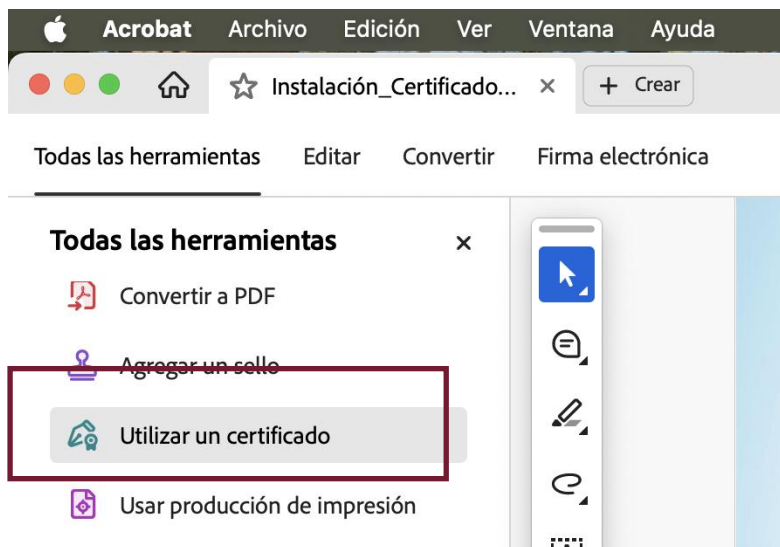 Acrobat Archivo Edición Ver Ventana Ayuda
Instalación_Certificado... × + Crear
Todas las herramientas Editar Convertir Firma electrónica
Todas las herramientas ×
Convertir a PDF
Agregar un sello
Utilizar un certificado
Usar producción de impresión